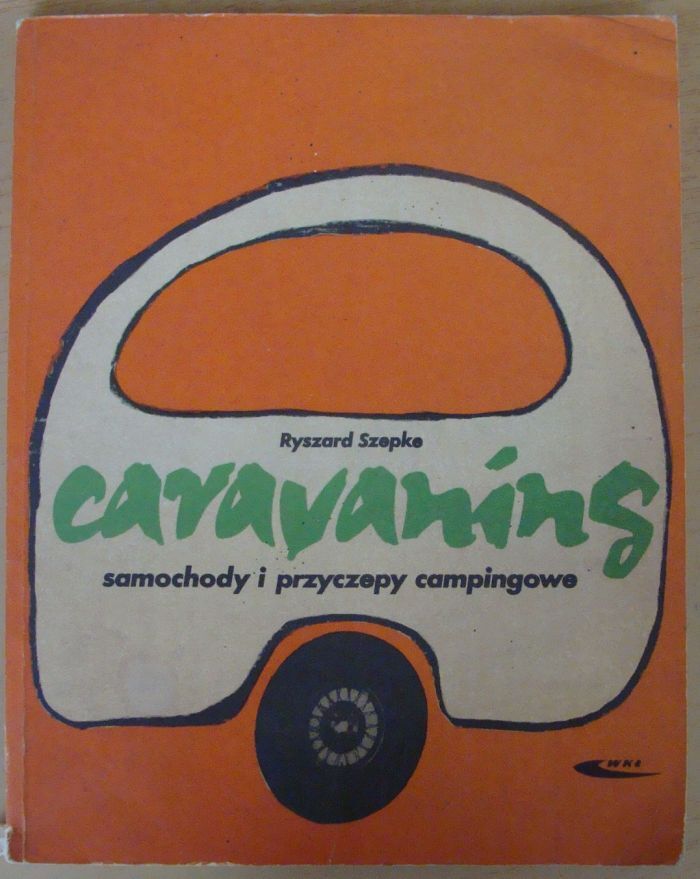 Ryszard Szepke
caravaning
samochody i przyczepy campingowe
WKŁ